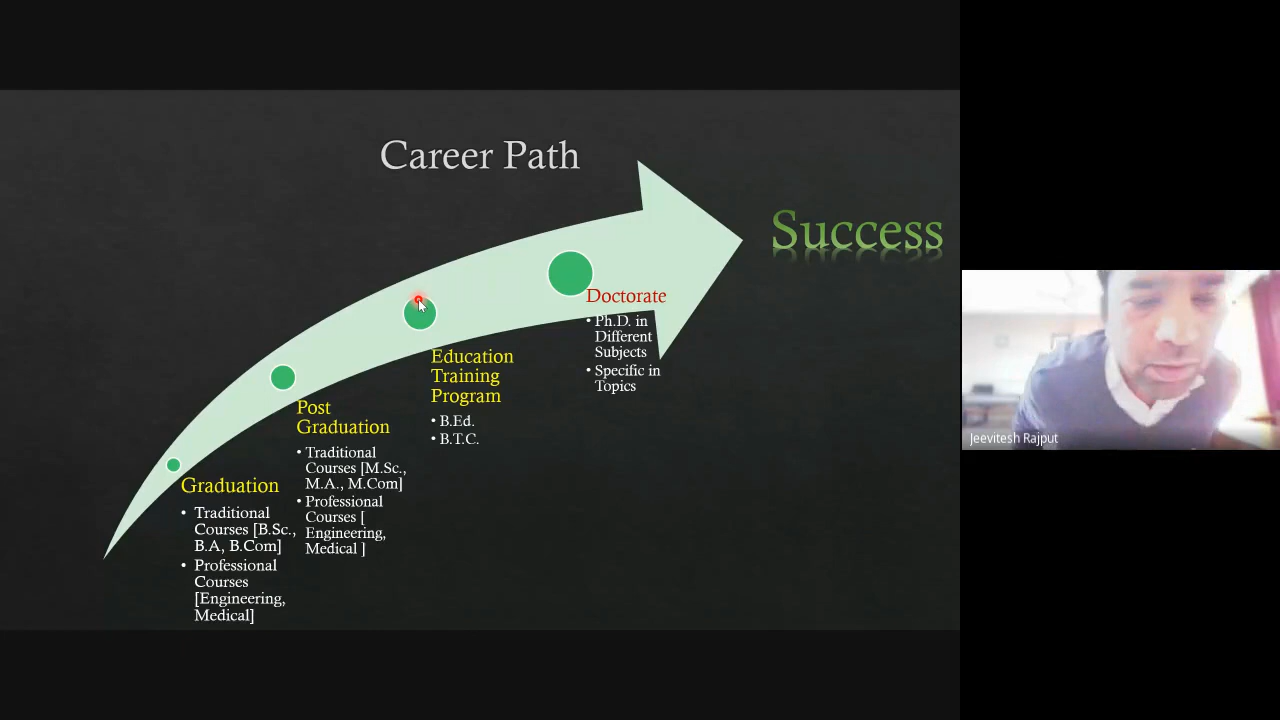 Career Path
Success
Graduation
• Traditional
Courses [B.Sc.,
B.A, B.Com]
• Professional
Courses
[Engineering,
Medical]
Post
Graduation
• Traditional
Courses [M.Sc.,
M.A., M.Com]
• Professional
Courses [
Engineering,
Medical ]
Education
Training
Program
• B.Ed.
• B.T.C.
Doctorate
• Ph.D. in
Different
Subjects
• Specific in
Topics
Jeevitesh Rajput